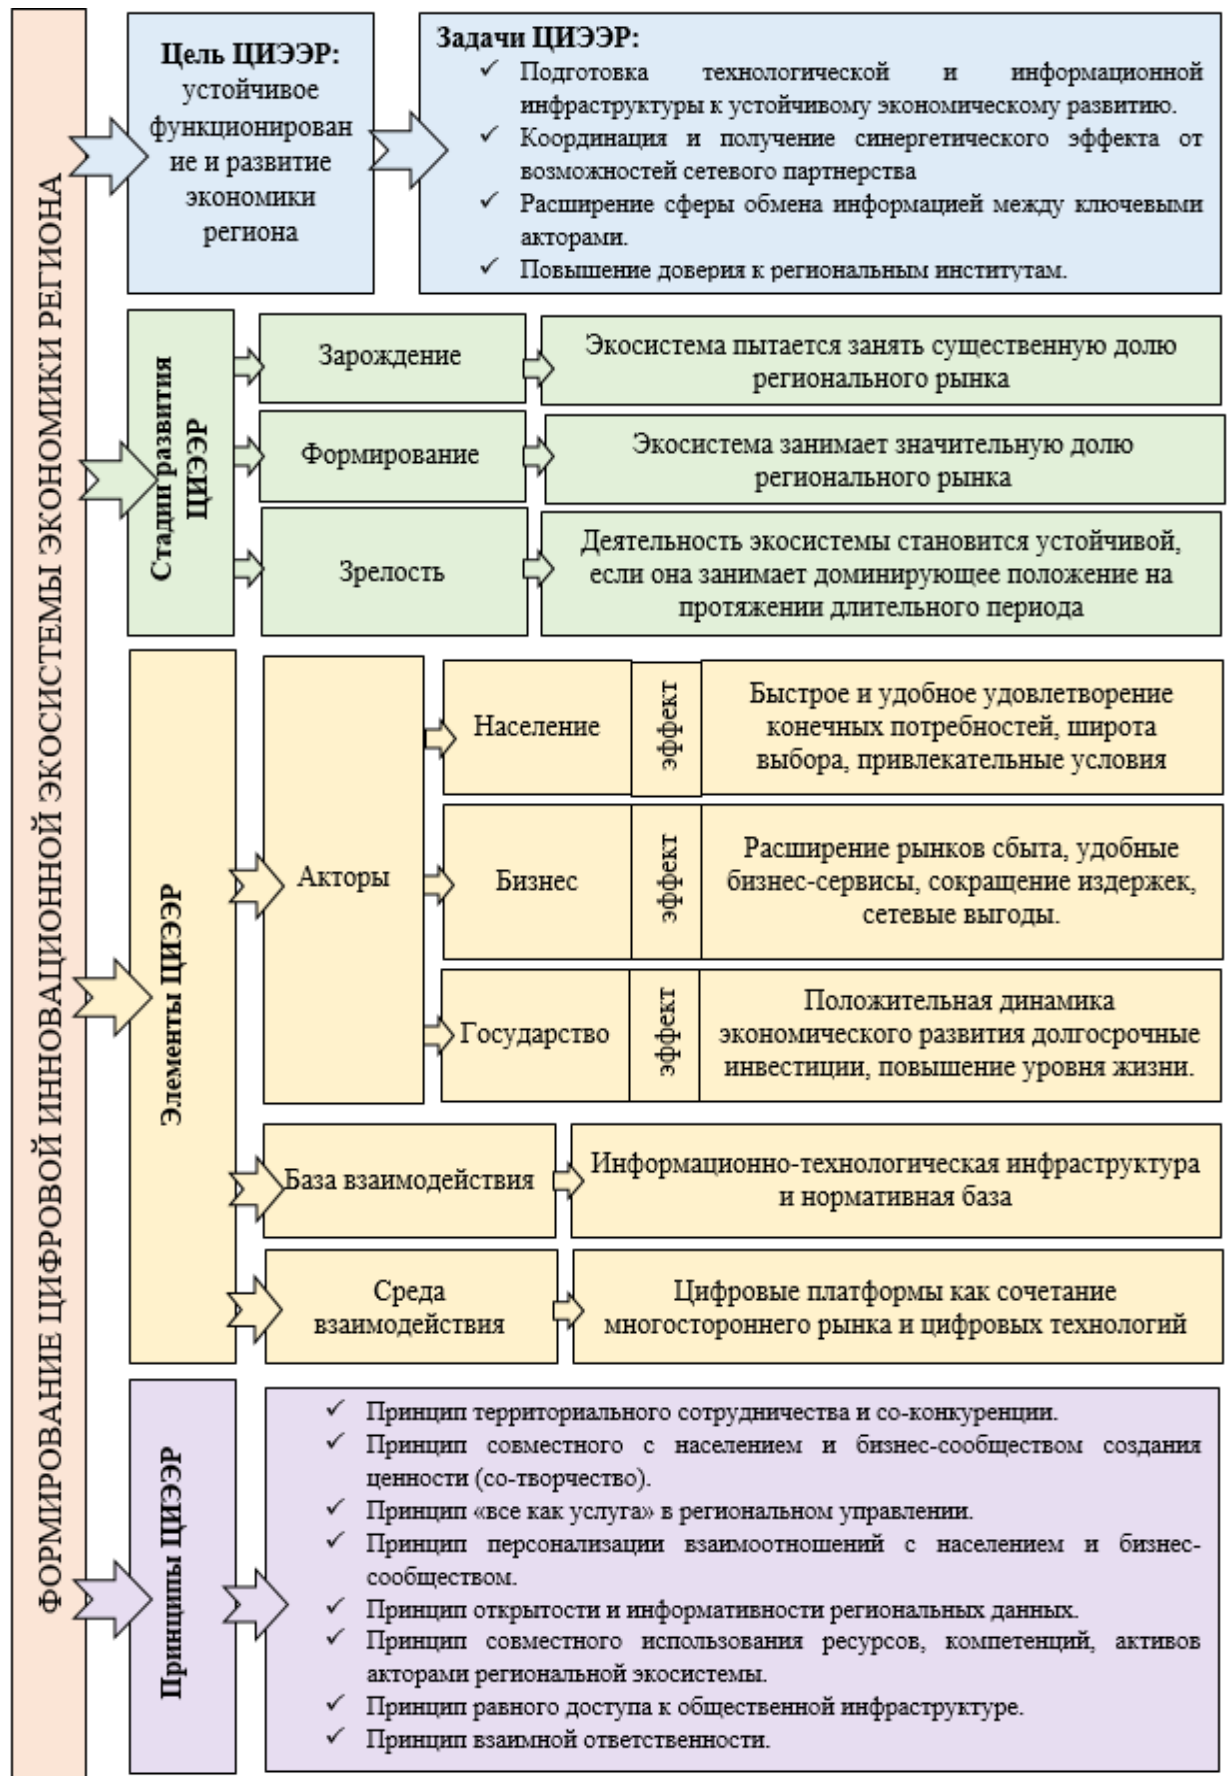 ФОРМИРОВАНИЕ ЦИФРОВОЙ ИННОВАЦИОННОЙ ЭКОСИСТЕМЫ ЭКОНОМИКИ РЕГИОНА
Цель ЦИЭЭР:
устойчивое
функционирован
ие и развитие
экономики
региона
Задачи ЦИЭЭР:
✓ Подготовка технологической и информационной
инфраструктуры к устойчивому экономическому развитию.
✓ Координация и получение синергетического эффекта от
возможностей сетевого партнерства
✓ Расширение сферы обмена информацией между ключевыми
акторами.
✓ Повышение доверия к региональным институтам.
Стадии развития
ЦИЭЭР
Зарождение
Экосистема пытается занять существенную долю
регионального рынка
Формирование
Экосистема занимает значительную долю
регионального рынка
Зрелость
Деятельность экосистемы становится устойчивой,
если она занимает доминирующее положение на
протяжении длительного периода
Элементы ЦИЭЭР
Акторы
Население
эффект
Быстрое и удобное удовлетворение
конечных потребностей, широта
выбора, привлекательные условия
Бизнес
эффект
Расширение рынков сбыта, удобные
бизнес-сервисы, сокращение издержек,
сетевые выгоды.
Государство
эффект
Положительная динамика
экономического развития долгосрочные
инвестиции, повышение уровня жизни.
База взаимодействия
Информационно-технологическая инфраструктура
и нормативная база
Среда
взаимодействия
Цифровые платформы как сочетание
многостороннего рынка и цифровых технологий
Принципы ЦИЭЭР
✓ Принцип территориального сотрудничества и со-конкуренции.
✓ Принцип совместного с населением и бизнес-сообществом создания
ценности (со-творчество).
✓ Принцип «все как услуга» в региональном управлении.
✓ Принцип персонализации взаимоотношений с населением и бизнес-
сообществом.
✓ Принцип открытости и информативности региональных данных.
✓ Принцип совместного использования ресурсов, компетенций, активов
акторами региональной экосистемы.
✓ Принцип равного доступа к общественной инфраструктуре.
✓ Принцип взаимной ответственности.